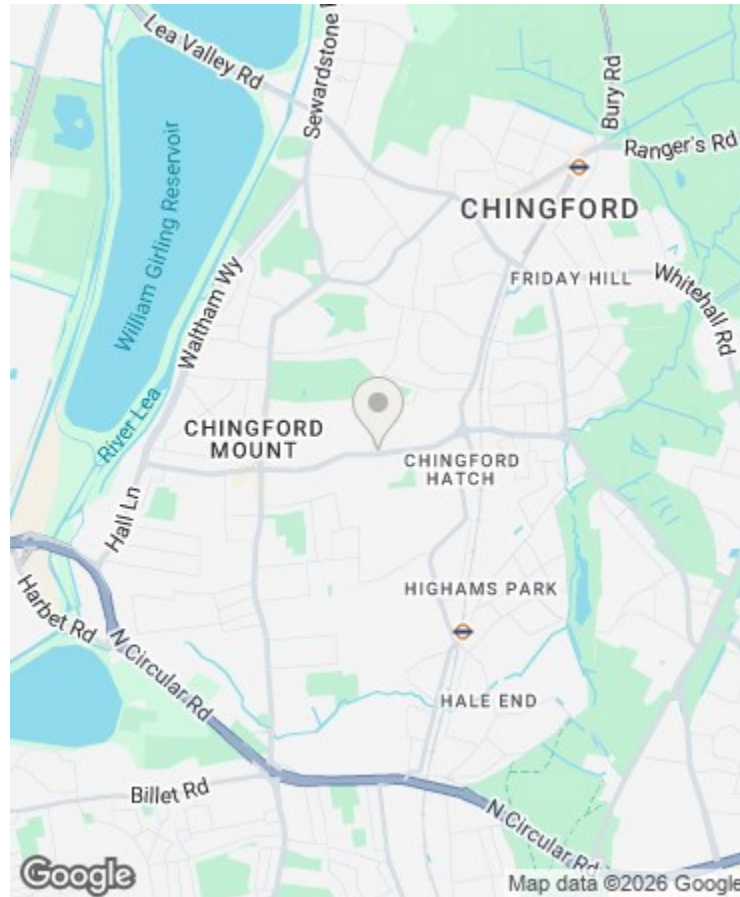 Lea Valley Rd
Sewardstone
Bury Rd
Ranger's Rd
CHINGFORD
William Girling Reservoir
FRIDAY HILL
Whitehall Rd
Waltham Wy
River Lea
CHINGFORD
MOUNT
CHINGFORD
HATCH
Hall Ln
HIGHAMS PARK
Harbet Rd
N Circular Rd
HALE END
Billet Rd
N Circular Rd
Google
Map data ©2026 Google